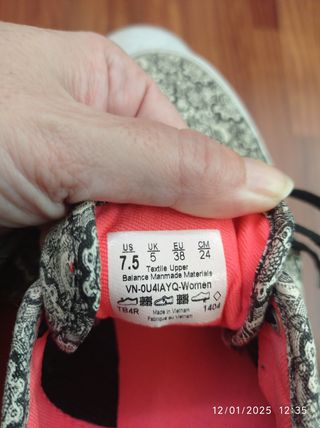 US UK EU CM
7.5 5 38 24
Textile Upper
Balance Manmade Materials
VN-0U4IAYQ-Women
TB4R Made in Vietnam 1404
Fabriqué au Vietnam
12/01/2025 12:35